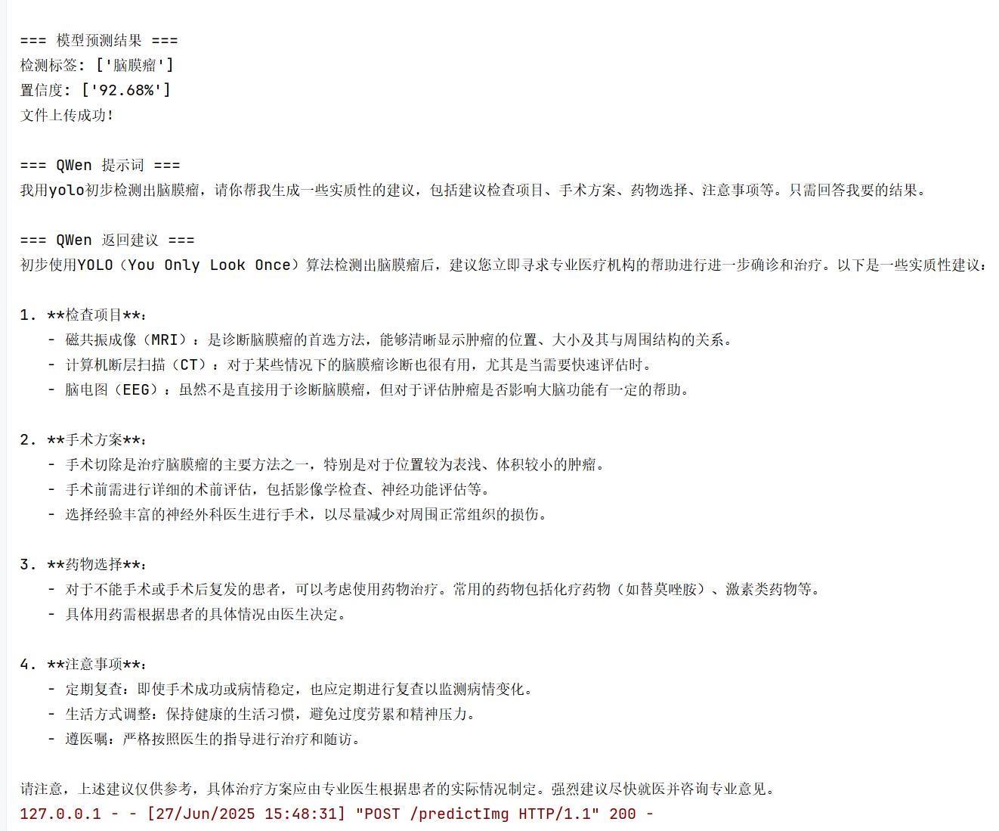 === 模型预测结果 ===
检测标签: ['脑膜瘤']
置信度: ['92.68%']
文件上传成功!
=== QWen 提示词 ===
我用yolo初步检测出脑膜瘤，请你帮我生成一些实质性的建议，包括建议检查项目、手术方案、药物选择、注意事项等。只需回答我要的结果。
=== QWen 返回建议 ===
初步使用YOLO（You Only Look Once）算法检测出脑膜瘤后，建议您立即寻求专业医疗机构的帮助进行进一步确诊和治疗。以下是一些实质性建议：
1. **检查项目**：
- 磁共振成像（MRI）：是诊断脑膜瘤的首选方法，能够清晰显示肿瘤的位置、大小及其与周围结构的关系。
- 计算机断层扫描（CT）：对于某些情况下的脑膜瘤诊断也很有用，尤其是当需要快速评估时。
- 脑电图（EEG）：虽然不是直接用于诊断脑膜瘤，但对于评估肿瘤是否影响大脑功能有一定的帮助。
2. **手术方案**：
- 手术切除是治疗脑膜瘤的主要方法之一，特别是对于位置较为表浅、体积较小的肿瘤。
- 手术前需进行详细的术前评估，包括影像学检查、神经功能评估等。
- 选择经验丰富的神经外科医生进行手术，以尽量减少对周围正常组织的损伤。
3. **药物选择**：
- 对于不能手术或手术后复发的患者，可以考虑使用药物治疗。常用的药物包括化疗药物（如替莫唑胺）、激素类药物等。
- 具体用药需根据患者的具体情况由医生决定。
4. **注意事项**：
- 定期复查：即使手术成功或病情稳定，也应定期进行复查以监测病情变化。
- 生活方式调整：保持健康的生活习惯，避免过度劳累和精神压力。
- 遵医嘱：严格按照医生的指导进行治疗和随访。
请注意，上述建议仅供参考，具体治疗方案应由专业医生根据患者的实际情况制定。强烈建议尽快就医并咨询专业意见。
127.0.0.1 - - [27/Jun/2025 15:48:31] "POST /predictImg HTTP/1.1" 200 -